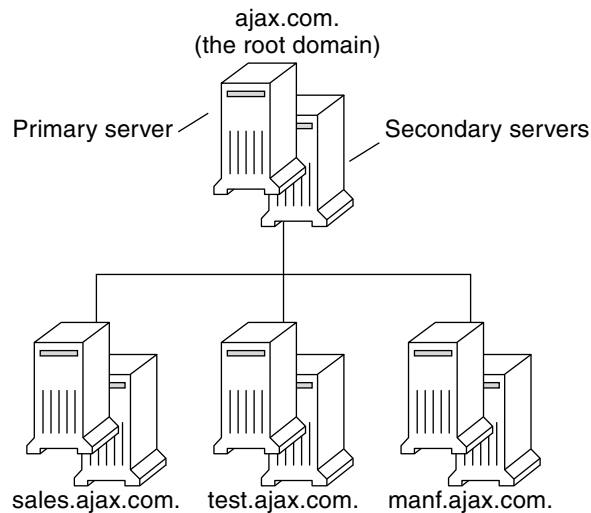 ajax.com.
(the root domain)
Primary server
Secondary servers
sales.ajax.com.
test.ajax.com.
manf.ajax.com.